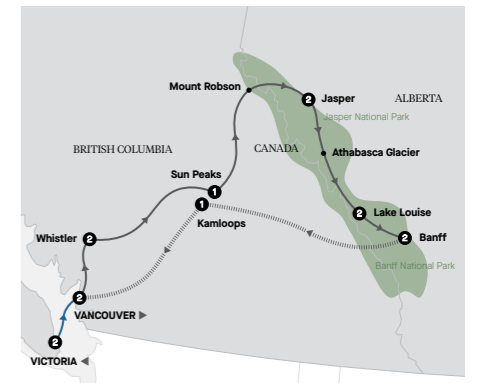 Mount Robson
2
Jasper
ALBERTA
Jasper National Park
BRITISH COLUMBIA
CANADA
Athabasca Glacier
Sun Peaks
1
1
Kamloops
2
Lake Louise
Whistler
2
2
Banff
Banff National Park
2
VANCOUVER ▶
2
VICTORIA ◀